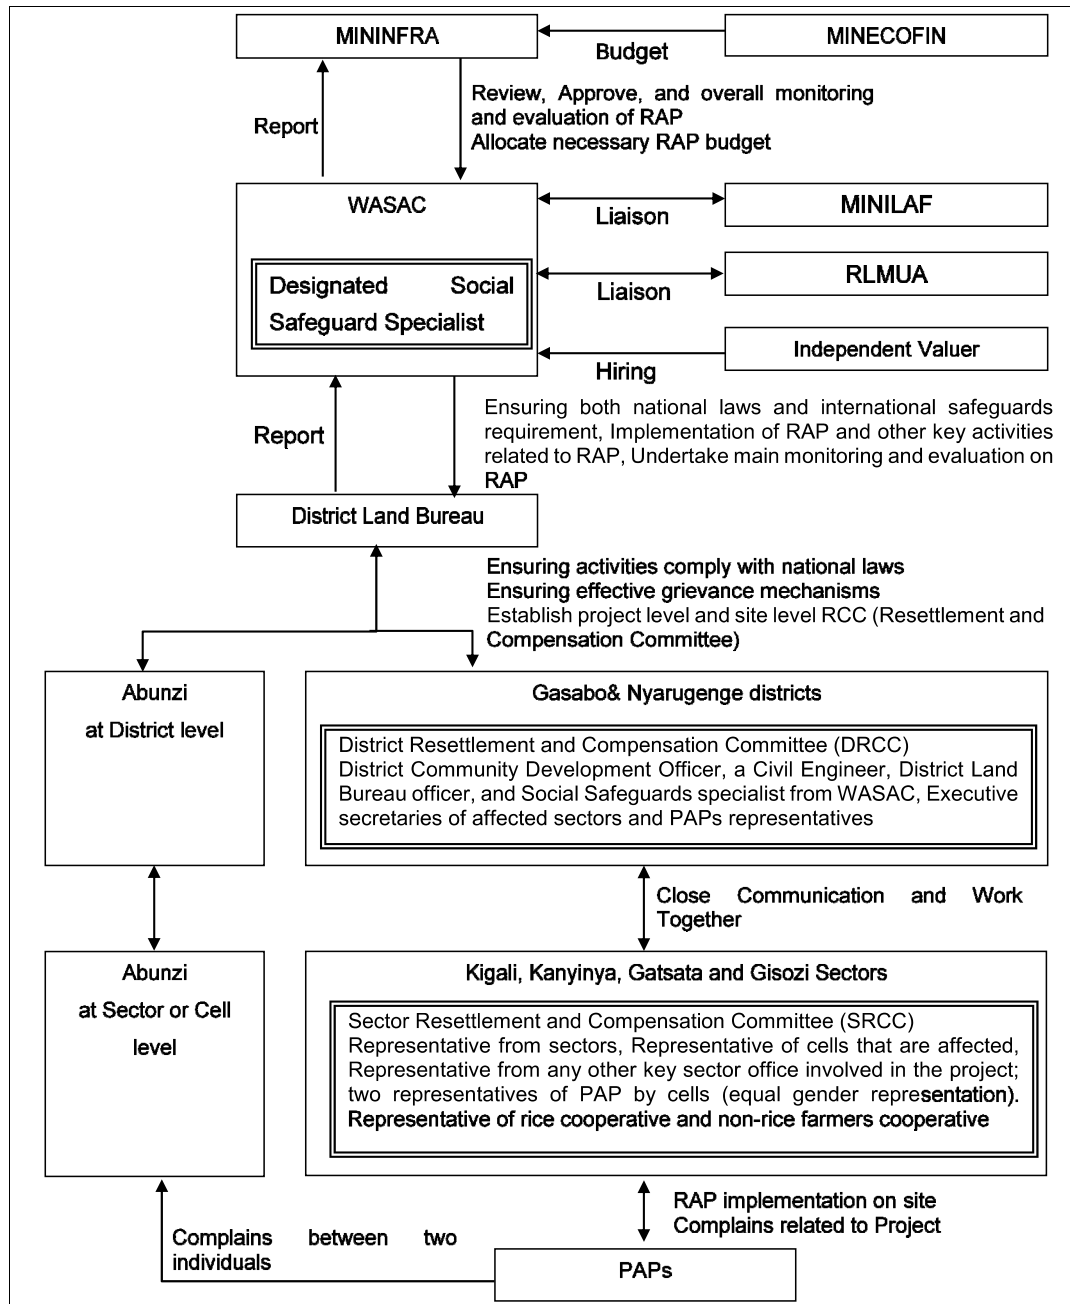 MININFRA
MINECOFIN
Budget
Review, Approve, and overall monitoring
and evaluation of RAP
Allocate necessary RAP budget
Report
WASAC
MINILAF
Liaison
Designated Social
Safeguard Specialist
RLMUA
Liaison
Independent Valuer
Hiring
Ensuring both national laws and international safeguards
requirement, Implementation of RAP and other key activities
related to RAP, Undertake main monitoring and evaluation on
RAP
Report
District Land Bureau
Ensuring activities comply with national laws
Ensuring effective grievance mechanisms
Establish project level and site level RCC (Resettlement and
Compensation Committee)
Abunzi
at District level
Gasabo& Nyarugenge districts
District Resettlement and Compensation Committee (DRCC)
District Community Development Officer, a Civil Engineer, District Land
Bureau officer, and Social Safeguards specialist from WASAC, Executive
secretaries of affected sectors and PAPs representatives
Close Communication and Work
Together
Abunzi
at Sector or Cell
level
Kigali, Kanyinya, Gatsata and Gisozi Sectors
Sector Resettlement and Compensation Committee (SRCC)
Representative from sectors, Representative of cells that are affected,
Representative from any other key sector office involved in the project;
two representatives of PAP by cells (equal gender representation).
Representative of rice cooperative and non-rice farmers cooperative
RAP implementation on site
Complains related to Project
Complains between two
individuals
PAPs